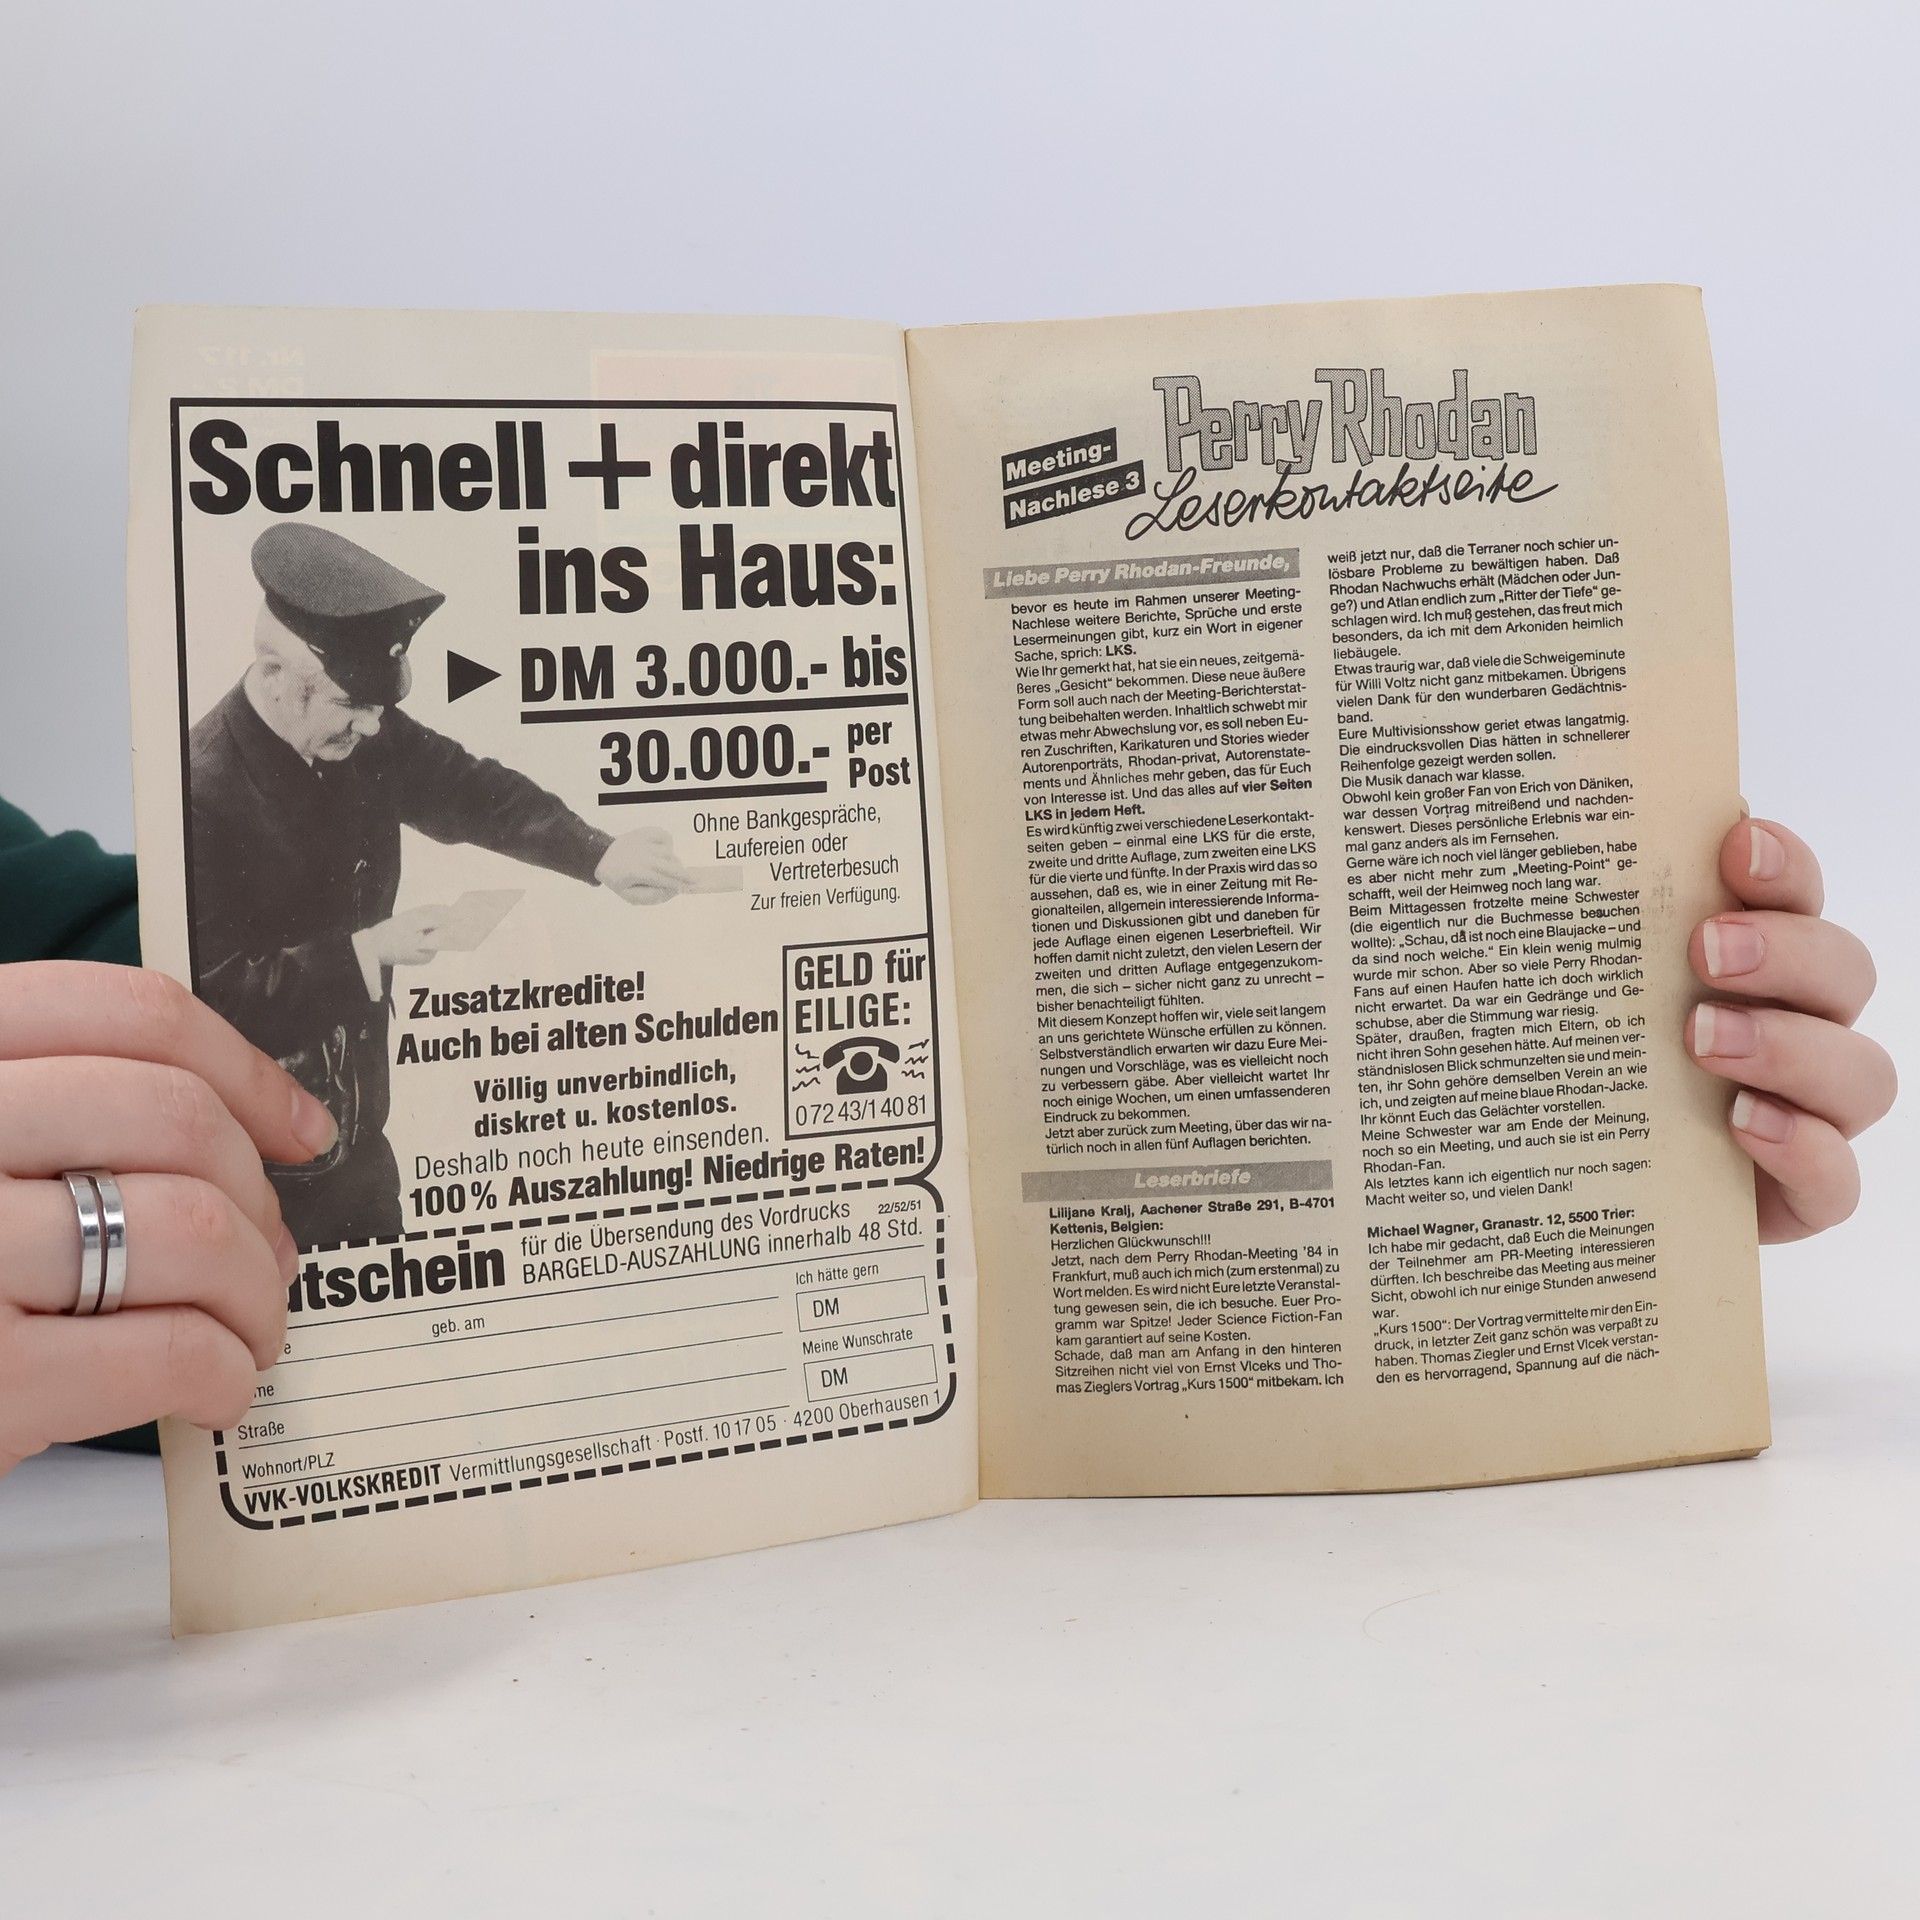 Schnell + direkt
ins Haus:
DM 3.000.- bis
30.000.- per
Post
Ohne Bankgespräche,
Laufereien oder
Vertreterbesuch
Zur freien Verfügung.
Zusatzkredite!
Auch bei alten Schulden
Völlig unverbindlich,
diskret u. kostenlos.
Deshalb noch heute einsenden.
100% Auszahlung! Niedrige Raten!
GELD für
EILIGE:
0 72 43/1 40 81
22/52/51
für die Übersendung des Vordrucks
BARGELD-AUSZAHLUNG innerhalb 48 Std.
geb. am
Ich hätte gern
DM
Meine Wunschrate
DM
Straße
Wohnort/PLZ
VVK-VOLKSKREDIT Vermittlungsgesellschaft · Postf. 10 17 05 · 4200 Oberhausen 1
Perry Rhodan
Meeting-
Nachlese 3
Leserkontaktseite
Liebe Perry Rhodan-Freunde,
bevor es heute im Rahmen unserer Meeting-
Nachlese weitere Berichte, Sprüche und erste
Lesermeinungen gibt, kurz ein Wort in eigener
Sache, sprich: LKS.
Wie Ihr gemerkt hat, hat sie ein neues, zeitgemä-
ßeres „Gesicht“ bekommen. Diese neue äußere
Form soll auch nach der Meeting-Berichterstat-
tung beibehalten werden. Inhaltlich schwebt mir
etwas mehr Abwechslung vor, es soll neben Eu-
ren Zuschriften, Karikaturen und Stories wieder
Autorenporträts, Rhodan-privat, Autorenstate-
ments und Ähnliches mehr geben, das für Euch
von Interesse ist. Und das alles auf vier Seiten
LKS in jedem Heft.
Es wird künftig zwei verschiedene Leserkontakt-
seiten geben – einmal eine LKS für die erste,
zweite und dritte Auflage, zum zweiten eine LKS
für die vierte und fünfte. In der Praxis wird das so
aussehen, daß es, wie in einer Zeitung mit Re-
gionalteilen, allgemein interessierende Informa-
tionen und Diskussionen gibt und daneben für
jede Auflage einen eigenen Leserbriefteil. Wir
hoffen damit nicht zuletzt, den vielen Lesern der
zweiten und dritten Auflage entgegenzukom-
men, die sich – sicher nicht ganz zu unrecht –
bisher benachteiligt fühlten.
Mit diesem Konzept hoffen wir, viele seit langem
an uns gerichtete Wünsche erfüllen zu können.
Selbstverständlich erwarten wir dazu Eure Mei-
nungen und Vorschläge, was es vielleicht noch
zu verbessern gäbe. Aber vielleicht wartet Ihr
noch einige Wochen, um einen umfassenderen
Eindruck zu bekommen.
Jetzt aber zurück zum Meeting, über das wir na-
türlich noch in allen fünf Auflagen berichten.
Leserbriefe
Lilijane Kralj, Aachener Straße 291, B-4701
Kettenis, Belgien:
Herzlichen Glückwunsch!!!
Jetzt, nach dem Perry Rhodan-Meeting ’84 in
Frankfurt, muß auch ich mich (zum erstenmal) zu
Wort melden. Es wird nicht Eure letzte Veranstal-
tung gewesen sein, die ich besuche. Euer Pro-
gramm war Spitze! Jeder Science Fiction-Fan
kam garantiert auf seine Kosten.
Schade, daß man am Anfang in den hinteren
Sitzreihen nicht viel von Ernst Vlceks und Tho-
mas Zieglers Vortrag „Kurs 1500“ mitbekam. Ich
weiß jetzt nur, daß die Terraner noch schier un-
lösbare Probleme zu bewältigen haben. Daß
Rhodan Nachwuchs erhält (Mädchen oder Jun-
ge?) und Atlan endlich zum „Ritter der Tiefe“ ge-
schlagen wird. Ich muß gestehen, das freut mich
besonders, da ich mit dem Arkoniden heimlich
liebäugele.
Etwas traurig war, daß viele die Schweigeminute
für Willi Voltz nicht ganz mitbekamen. Übrigens
vielen Dank für den wunderbaren Gedächtnis-
band.
Eure Multivisionsshow geriet etwas langatmig.
Die eindrucksvollen Dias hätten in schnellerer
Reihenfolge gezeigt werden sollen.
Die Musik danach war klasse.
Obwohl kein großer Fan von Erich von Däniken,
war dessen Vortrag mitreißend und nachden-
kenswert. Dieses persönliche Erlebnis war ein-
mal ganz anders als im Fernsehen.
Gerne wäre ich noch viel länger geblieben, habe
es aber nicht mehr zum „Meeting-Point“ ge-
schafft, weil der Heimweg noch lang war.
Beim Mittagessen frotzelte meine Schwester
(die eigentlich nur die Buchmesse besuchen
wollte): „Schau, da ist noch eine Blaujacke – und
da sind noch welche.“ Ein klein wenig mulmig
wurde mir schon. Aber so viele Perry Rhodan-
Fans auf einen Haufen hatte ich doch wirklich
nicht erwartet. Da war ein Gedränge und Ge-
schubse, aber die Stimmung war riesig.
Später, draußen, fragten mich Eltern, ob ich
nicht ihren Sohn gesehen hätte. Auf meinen ver-
ständnislosen Blick schmunzelten sie und mein-
ten, ihr Sohn gehöre demselben Verein an wie
ich, und zeigten auf meine blaue Rhodan-Jacke.
Ihr könnt Euch das Gelächter vorstellen.
Meine Schwester war am Ende der Meinung,
noch so ein Meeting, und auch sie ist ein Perry
Rhodan-Fan.
Als letztes kann ich eigentlich nur noch sagen:
Macht weiter so, und vielen Dank!
Michael Wagner, Granastr. 12, 5500 Trier:
Ich habe mir gedacht, daß Euch die Meinungen
der Teilnehmer am PR-Meeting interessieren
dürften. Ich beschreibe das Meeting aus meiner
Sicht, obwohl ich nur einige Stunden anwesend
war.
„Kurs 1500“: Der Vortrag vermittelte mir den Ein-
druck, in letzter Zeit ganz schön was verpaßt zu
haben. Thomas Ziegler und Ernst Vlcek verstan-
den es hervorragend, Spannung auf die näch-